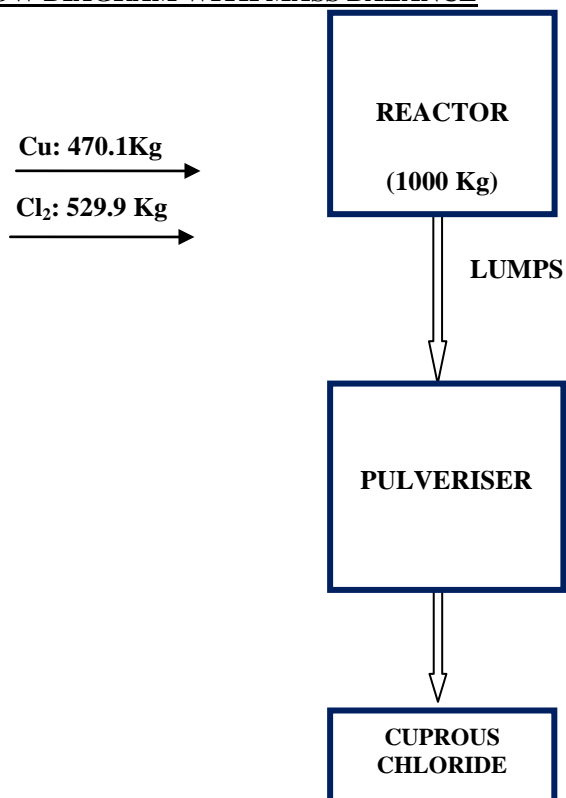 Cu: 470.1Kg
Cl₂: 529.9 Kg
REACTOR
(1000 Kg)
LUMPS
PULVERISER
CUPROUS
CHLORIDE